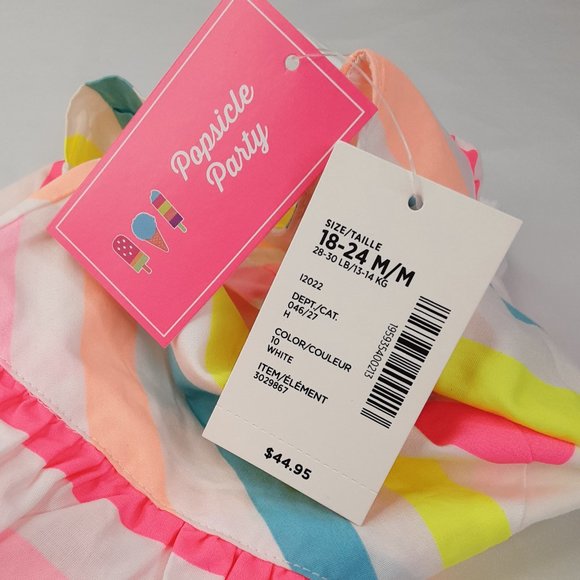 Popsicle
Party
SIZE/TAILLE
18-24 M/M
28-30 LB/13-14 KG
12022
DEPT./CAT.
046/27
H
COLOR/COULEUR
10
WHITE
ITEM/ÉLÉMENT
3029867
195935400213
$44.95